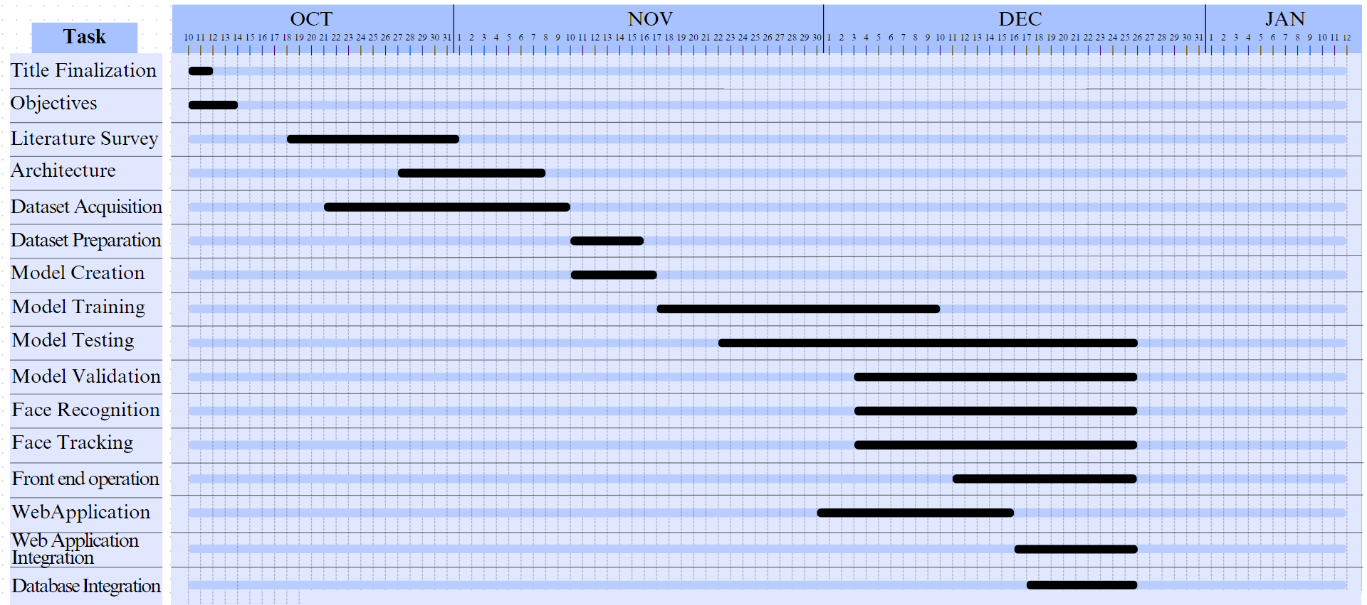 OCT NOV DEC JAN
Task
10 11 12 13 14 15 16 17 18 19 20 21 22 23 24 25 26 27 28 29 30 31 1 2 3 4 5 6 7 8 9 10 11 12 13 14 15 16 17 18 19 20 21 22 23 24 25 26 27 28 29 30 1 2 3 4 5 6 7 8 9 10 11 12 13 14 15 16 17 18 19 20 21 22 23 24 25 26 27 28 29 30 31 1 2 3 4 5 6 7 8 9 10 11 12
Title Finalization
Objectives
Literature Survey
Architecture
Dataset Acquisition
Dataset Preparation
Model Creation
Model Training
Model Testing
Model Validation
Face Recognition
Face Tracking
Front end operation
WebApplication
Web Application
Integration
Database Integration